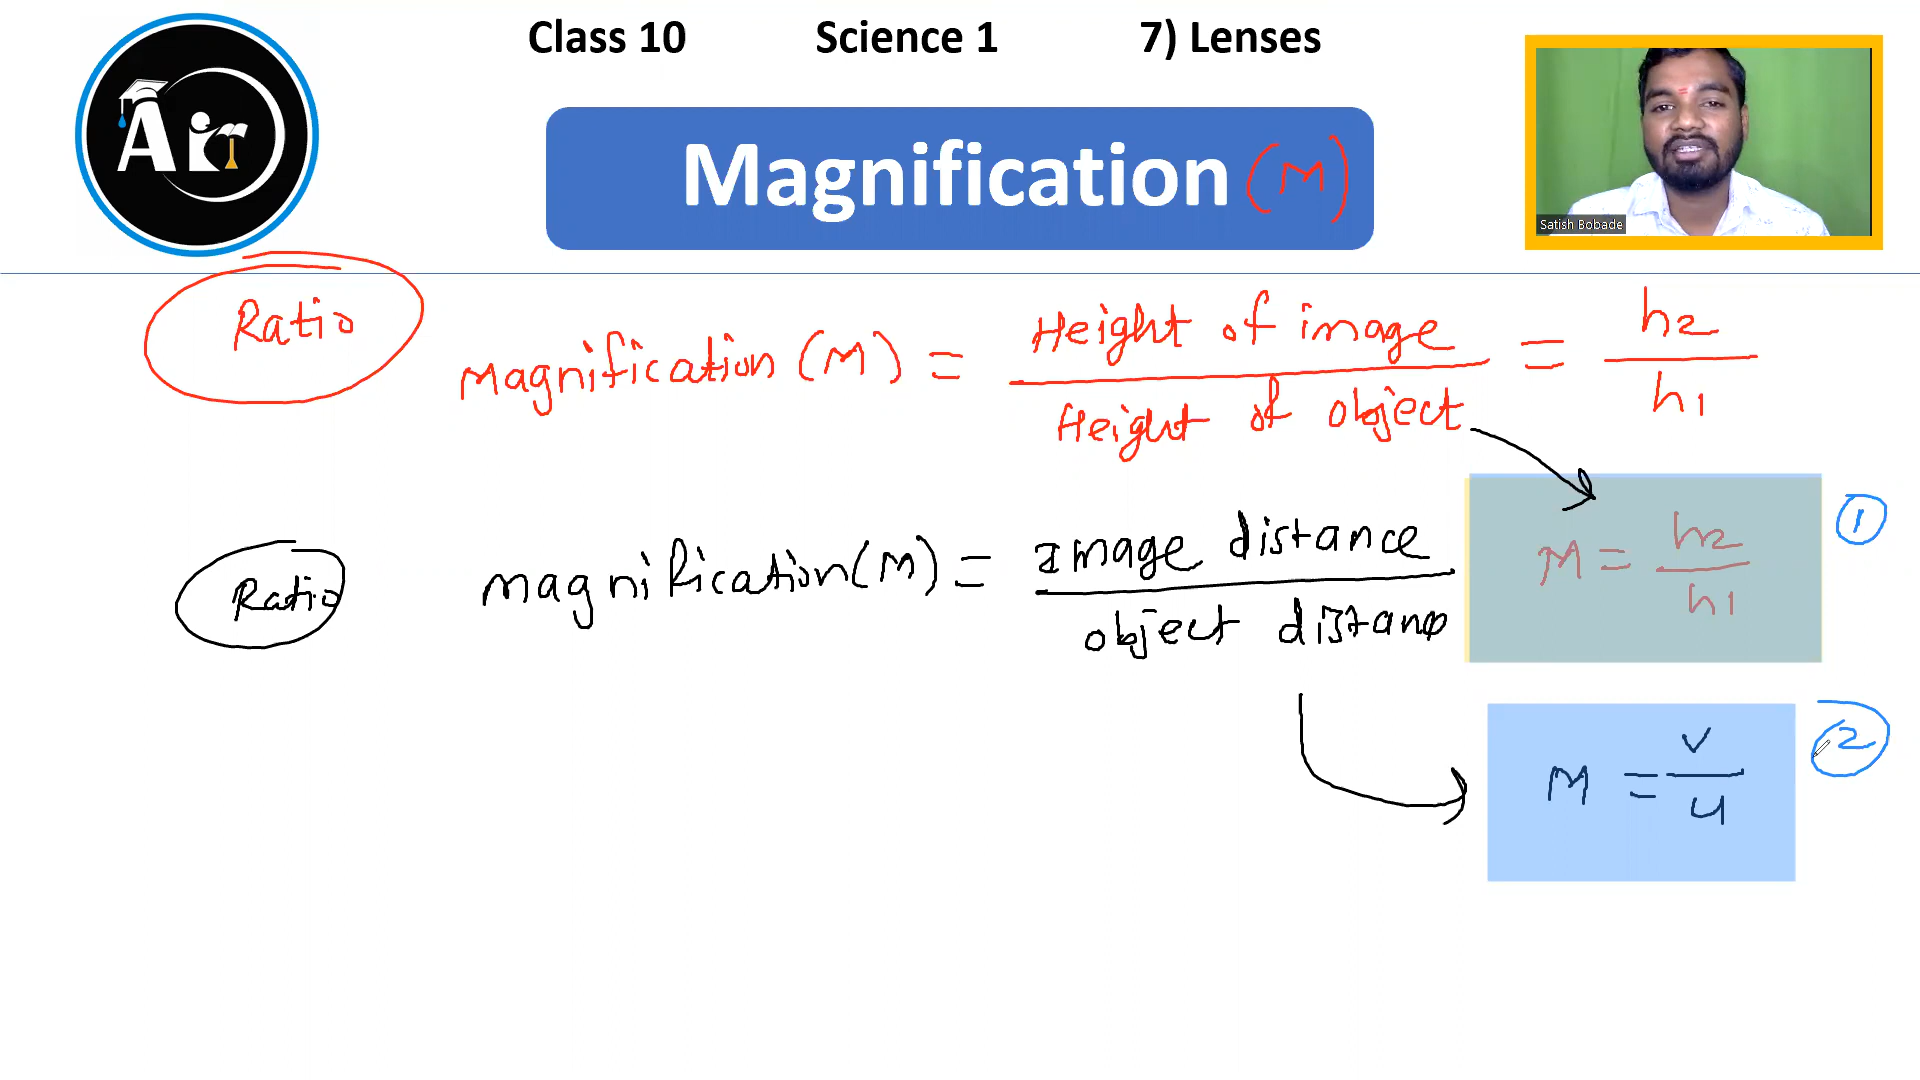 Class 10 Science 1 7) Lenses
Air
Magnification (M)
Satish Bobade
Ratio
Magnification (M) = Height of image / Height of object = h2 / h1
Ratio
magnification (M) = Image distance / object distance
M = h2 / h1
1
M = v / u
2